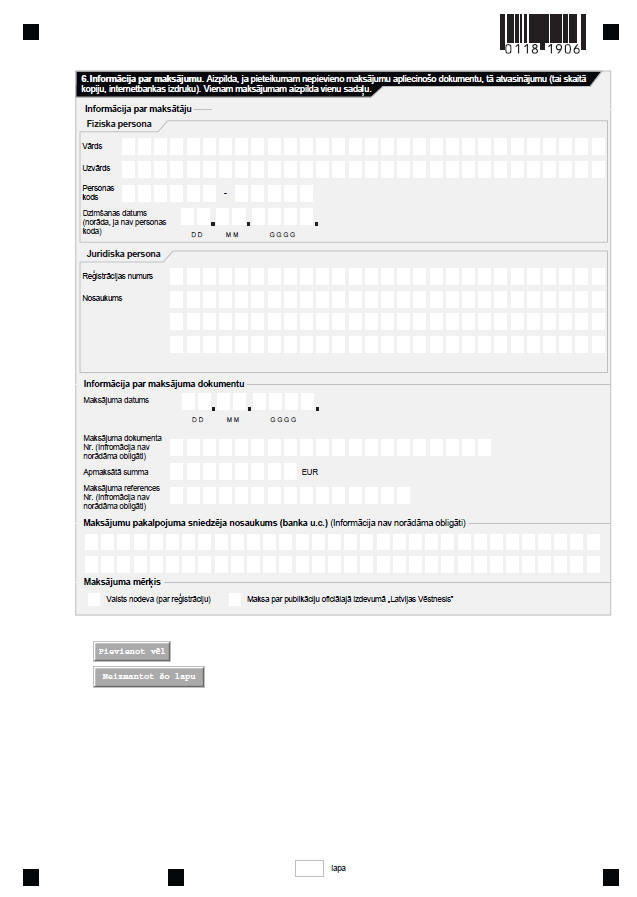 0118 1906
6. Informācija par maksājumu. Aizpilda, ja pieteikumam nepievieno maksājumu apliecinošo dokumentu, tā atvasinājumu (tai skaitā
kopiju, internetbankas izdruku). Vienam maksājumam aizpilda vienu sadaļu.
Informācija par maksātāju
Fiziska persona
Vārds
Uzvārds
Personas
kods
-
Dzimšanas datums
(norāda, ja nav personas
koda)
. . .
DD MM GGGG
Juridiska persona
Reģistrācijas numurs
Nosaukums
Informācija par maksājuma dokumentu
Maksājuma datums
. . .
DD MM GGGG
Maksājuma dokumenta
Nr. (Infromācija nav
norādāma obligāti)
Apmaksātā summa EUR
Maksājuma references
Nr. (Infromācija nav
norādāma obligāti)
Maksājumu pakalpojuma sniedzēja nosaukums (banka u.c.) (Informācija nav norādāma obligāti)
Maksājuma mērķis
Valsts nodeva (par reģistrāciju) Maksa par publikāciju oficiālajā izdevumā „Latvijas Vēstnesis"
Pievienot vēl
Neizmantot šo lapu
lapa